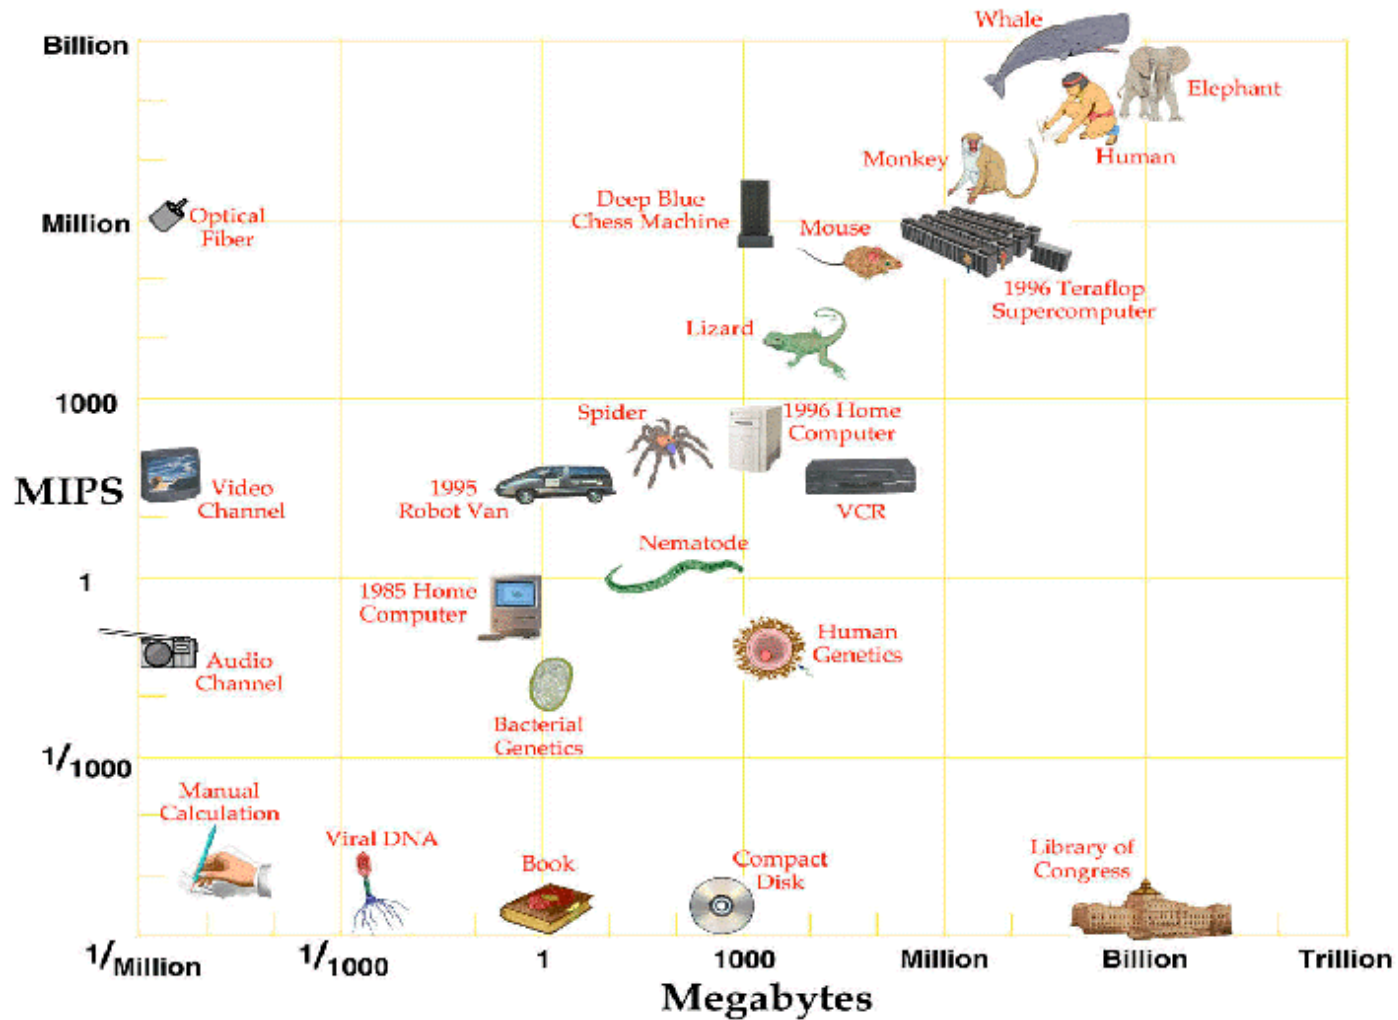 Whale
Billion
Elephant
Monkey
Human
Deep Blue
Chess Machine
Optical
Fiber
Million
Mouse
1996 Teraflop
Supercomputer
Lizard
1000
Spider
1996 Home
Computer
MIPS
Video
Channel
1995
Robot Van
VCR
Nematode
1
1985 Home
Computer
Human
Genetics
Audio
Channel
Bacterial
Genetics
1/1000
Manual
Calculation
Viral DNA
Book
Compact
Disk
Library of
Congress
1/Million
1/1000
1
1000
Million
Billion
Trillion
Megabytes